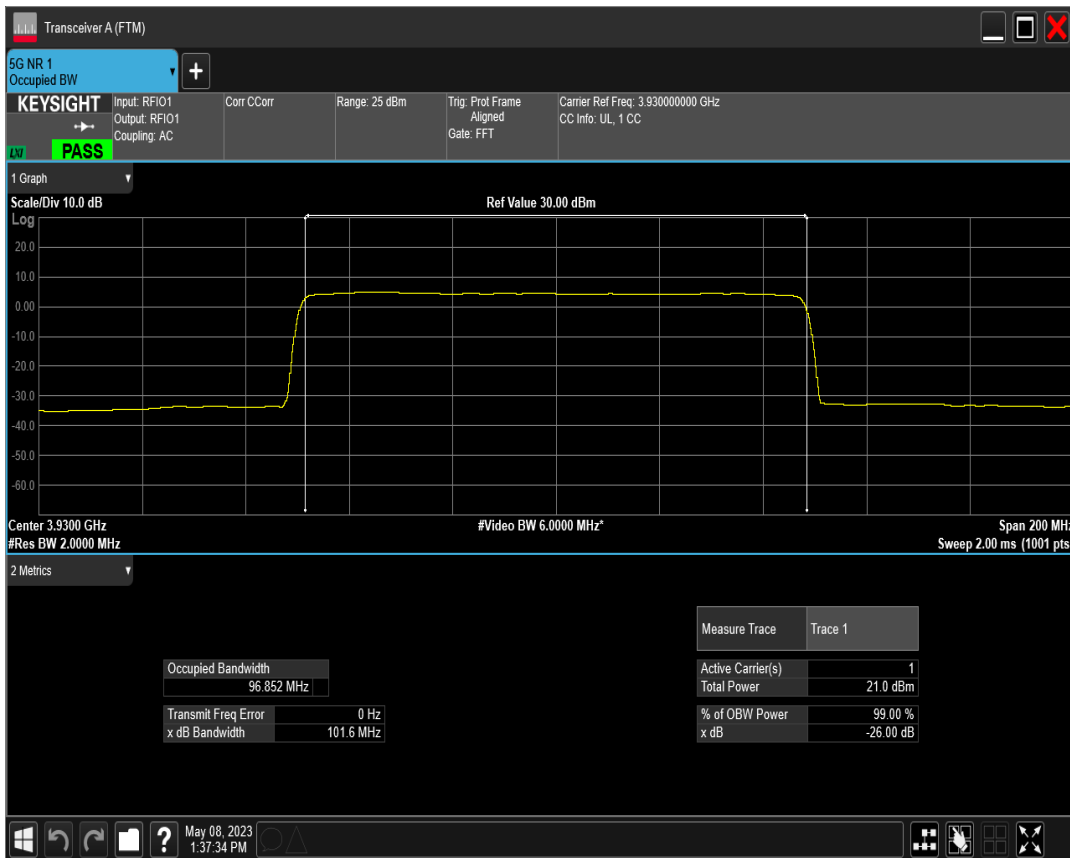 Transceiver A (FTM)
5G NR 1
Occupied BW
+
KEYSIGHT
LXI
PASS
Input: RFIO1
Output: RFIO1
Coupling: AC
Corr CCorr
Range: 25 dBm
Trig: Prot Frame
Aligned
Gate: FFT
Carrier Ref Freq: 3.930000000 GHz
CC Info: UL, 1 CC
1 Graph
Scale/Div 10.0 dB
Ref Value 30.00 dBm
Log
20.0
10.0
0.00
-10.0
-20.0
-30.0
-40.0
-50.0
-60.0
Center 3.9300 GHz
#Video BW 6.0000 MHz*
Span 200 MHz
#Res BW 2.0000 MHz
Sweep 2.00 ms (1001 pts
2 Metrics
Measure Trace Trace 1
Occupied Bandwidth
96.852 MHz
Active Carrier(s) 1
Total Power 21.0 dBm
Transmit Freq Error 0 Hz
x dB Bandwidth 101.6 MHz
% of OBW Power 99.00 %
x dB -26.00 dB
?
May 08, 2023
1:37:34 PM